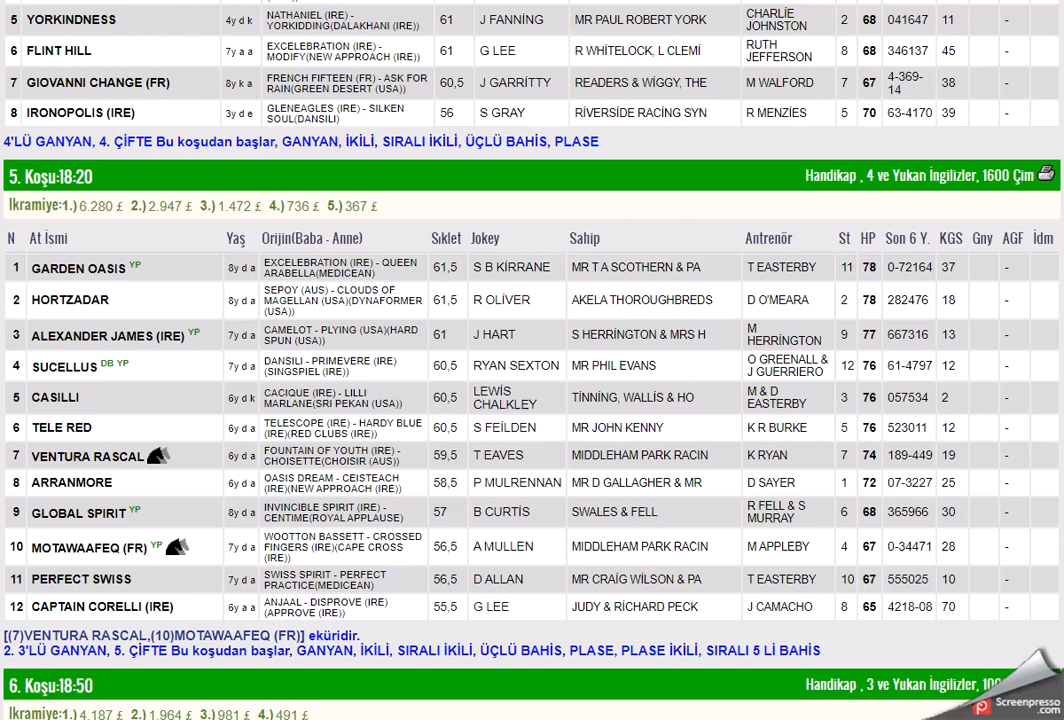 5 YORKINDNESS 4y d k NATHANIEL (IRE) - YORKIDDING(DALAKHANI (IRE)) 61 J FANNİNG MR PAUL ROBERT YORK CHARLİE JOHNSTON 2 68 041647 11 -
6 FLINT HILL 7y a a EXCELEBRATION (IRE) - MODIFY(NEW APPROACH (IRE)) 61 G LEE R WHİTELOCK, L CLEMİ RUTH JEFFERSON 8 68 346137 45 -
7 GIOVANNI CHANGE (FR) 8y k a FRENCH FIFTEEN (FR) - ASK FOR RAIN(GREEN DESERT (USA)) 60,5 J GARRİTTY READERS & WİGGY, THE M WALFORD 7 67 4-369-14 38 -
8 IRONOPOLIS (IRE) 3y d e GLENEAGLES (IRE) - SILKEN SOUL(DANSILI) 56 S GRAY RİVERSİDE RACİNG SYN R MENZİES 5 70 63-4170 39 -
4'LÜ GANYAN, 4. ÇİFTE Bu koşudan başlar, GANYAN, İKİLİ, SIRALI İKİLİ, ÜÇLÜ BAHİS, PLASE
5. Koşu:18:20 Handikap , 4 ve Yukarı İngilizler, 1600 Çim
İkramiye:1.) 6.280 £ 2.) 2.947 £ 3.) 1.472 £ 4.) 736 £ 5.) 367 £
N At İsmi Yaş Orijin(Baba - Anne) Sıklet Jokey Sahip Antrenör St HP Son 6 Y. KGS Gny AGF İdm
1 GARDEN OASIS YP 8y d a EXCELEBRATION (IRE) - QUEEN ARABELLA(MEDICEAN) 61,5 S B KİRRANE MR T A SCOTHERN & PA T EASTERBY 11 78 0-72164 37 -
2 HORTZADAR 8y d a SEPOY (AUS) - CLOUDS OF MAGELLAN (USA)(DYNAFORMER (USA)) 61,5 R OLİVER AKELA THOROUGHBREDS D O'MEARA 2 78 282476 18 -
3 ALEXANDER JAMES (IRE) YP 7y d a CAMELOT - PLYING (USA)(HARD SPUN (USA)) 61 J HART S HERRİNGTON & MRS H M HERRİNGTON 9 77 667316 13 -
4 SUCELLUS DB YP 7y d a DANSILI - PRIMEVERE (IRE)(SINGSPIEL (IRE)) 60,5 RYAN SEXTON MR PHIL EVANS O GREENALL & J GUERRIERO 12 76 61-4797 12 -
5 CASILLI 6y d k CACIQUE (IRE) - LILLI MARLANE(SRI PEKAN (USA)) 60,5 LEWİS CHALKLEY TİNNİNG, WALLİS & HO M & D EASTERBY 3 76 057534 2 -
6 TELE RED 6y d a TELESCOPE (IRE) - HARDY BLUE (IRE)(RED CLUBS (IRE)) 60,5 S FEİLDEN MR JOHN KENNY K R BURKE 5 76 523011 12 -
7 VENTURA RASCAL 6y d a FOUNTAIN OF YOUTH (IRE) - CHOISETTE(CHOISIR (AUS)) 59,5 T EAVES MİDDLEHAM PARK RACIN K RYAN 7 74 189-449 19 -
8 ARRANMORE 6y d a OASIS DREAM - CEISTEACH (IRE)(NEW APPROACH (IRE)) 58,5 P MULRENNAN MR D GALLAGHER & MR D SAYER 1 72 07-3227 25 -
9 GLOBAL SPIRIT YP 8y d a INVINCIBLE SPIRIT (IRE) - CENTIME(ROYAL APPLAUSE) 57 B CURTİS SWALES & FELL R FELL & S MURRAY 6 68 365966 30 -
10 MOTAWAAFEQ (FR) YP 7y d a WOOTTON BASSETT - CROSSED FINGERS (IRE)(CAPE CROSS (IRE)) 56,5 A MULLEN MIDDLEHAM PARK RACIN M APPLEBY 4 67 0-34471 28 -
11 PERFECT SWISS 7y d a SWISS SPIRIT - PERFECT PRACTICE(MEDICEAN) 56,5 D ALLAN MR CRAİG WİLSON & PA T EASTERBY 10 67 555025 10 -
12 CAPTAIN CORELLI (IRE) 6y a a ANJAAL - DISPROVE (IRE)(APPROVE (IRE)) 55,5 G LEE JUDY & RİCHARD PECK J CAMACHO 8 65 4218-08 70 -
[(7)VENTURA RASCAL,(10)MOTAWAAFEQ (FR)] eküridir.
2. 3'LÜ GANYAN, 5. ÇİFTE Bu koşudan başlar, GANYAN, İKİLİ, SIRALI İKİLİ, ÜÇLÜ BAHİS, PLASE, PLASE İKİLİ, SIRALI 5 Lİ BAHİS
6. Koşu:18:50 Handikap , 3 ve Yukarı İngilizler,
İkramiye:1.) 4.187 £ 2.) 1.964 £ 3.) 981 £ 4.) 491 £
Screenpresso
.com